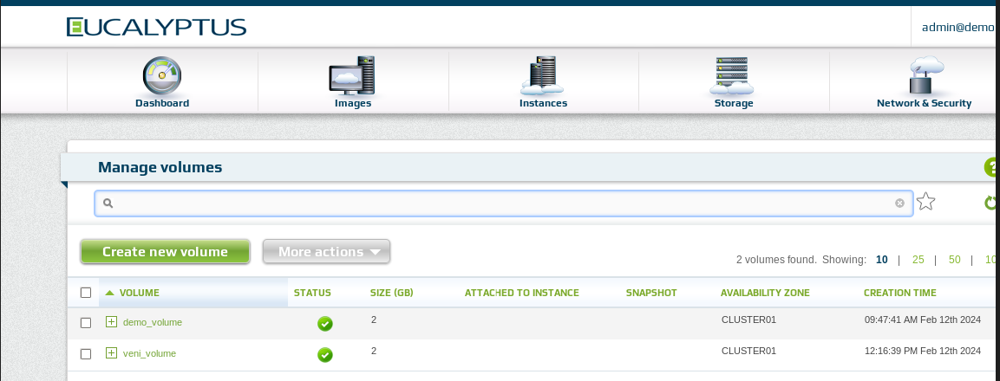 EUCALYPTUS
admin@demo
Dashboard Images Instances Storage Network & Security
Manage volumes
?
Create new volume More actions
2 volumes found. Showing: 10 | 25 | 50 | 10
VOLUME STATUS SIZE (GB) ATTACHED TO INSTANCE SNAPSHOT AVAILABILITY ZONE CREATION TIME
demo_volume 2 CLUSTER01 09:47:41 AM Feb 12th 2024
veni_volume 2 CLUSTER01 12:16:39 PM Feb 12th 2024